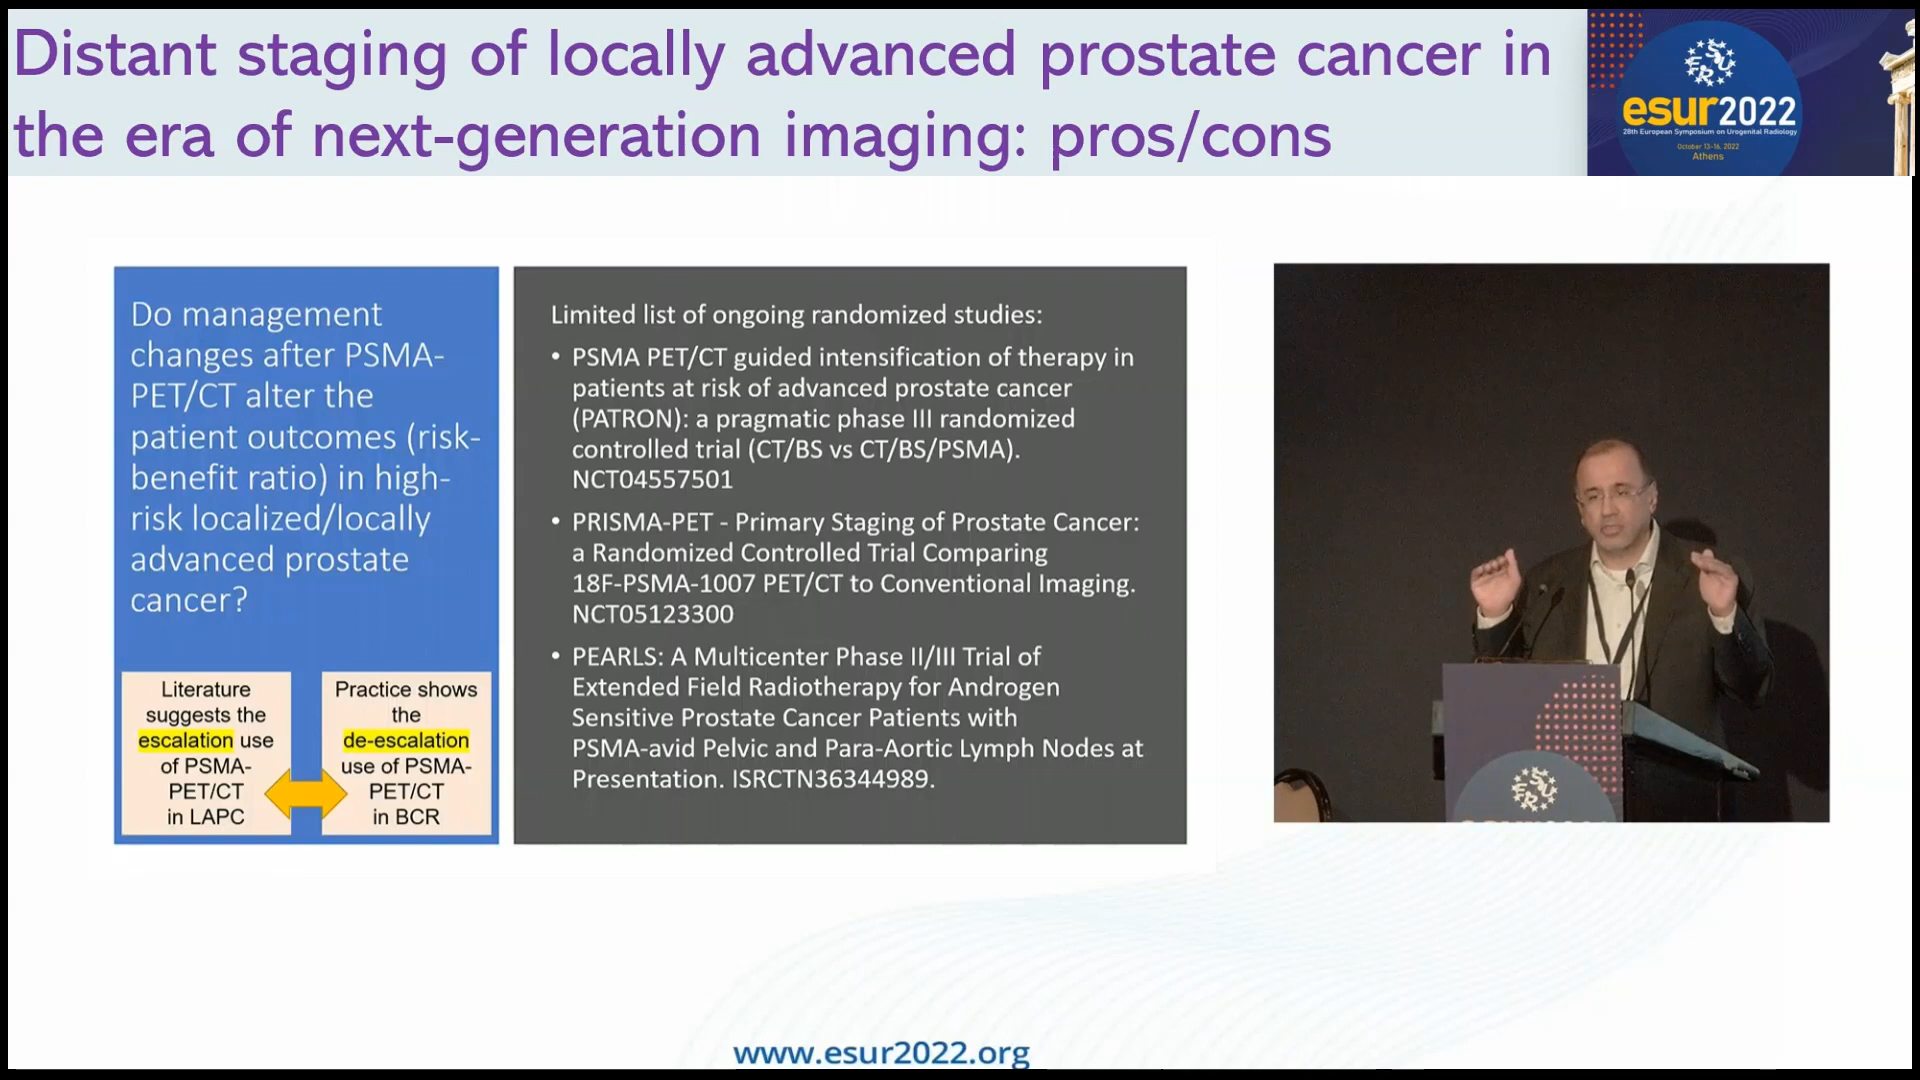 Distant staging of locally advanced prostate cancer in
the era of next-generation imaging: pros/cons
ESUR
esur2022
28th European Symposium on Urogenital Radiology
October 13-16, 2022
Athens
Do management
changes after PSMA-
PET/CT alter the
patient outcomes (risk-
benefit ratio) in high-
risk localized/locally
advanced prostate
cancer?
Literature
suggests the
escalation use
of PSMA-
PET/CT
in LAPC
Practice shows
the
de-escalation
use of PSMA-
PET/CT
in BCR
Limited list of ongoing randomized studies:
• PSMA PET/CT guided intensification of therapy in
patients at risk of advanced prostate cancer
(PATRON): a pragmatic phase III randomized
controlled trial (CT/BS vs CT/BS/PSMA).
NCT04557501
• PRISMA-PET - Primary Staging of Prostate Cancer:
a Randomized Controlled Trial Comparing
18F-PSMA-1007 PET/CT to Conventional Imaging.
NCT05123300
• PEARLS: A Multicenter Phase II/III Trial of
Extended Field Radiotherapy for Androgen
Sensitive Prostate Cancer Patients with
PSMA-avid Pelvic and Para-Aortic Lymph Nodes at
Presentation. ISRCTN36344989.
ESUR
www.esur2022.org